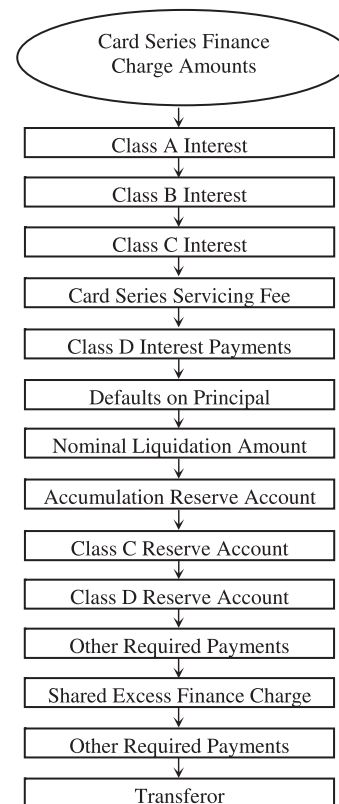 Card Series Finance
Charge Amounts
Class A Interest
Class B Interest
Class C Interest
Card Series Servicing Fee
Class D Interest Payments
Defaults on Principal
Nominal Liquidation Amount
Accumulation Reserve Account
Class C Reserve Account
Class D Reserve Account
Other Required Payments
Shared Excess Finance Charge
Other Required Payments
Transferor